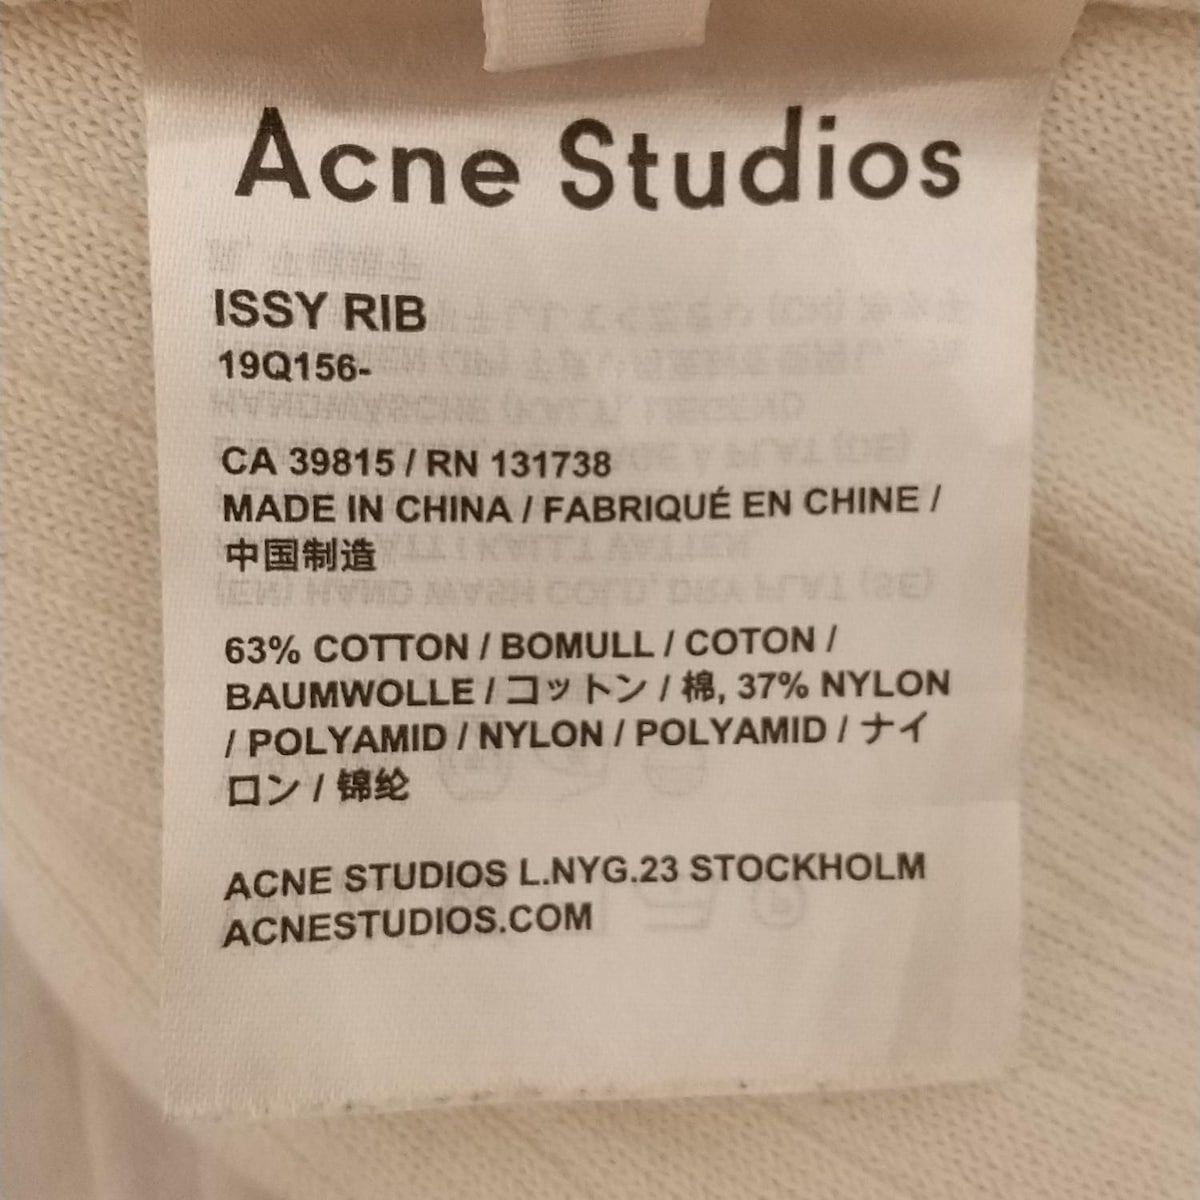 Acne Studios
ISSY RIB
19Q156-
CA 39815 / RN 131738
MADE IN CHINA / FABRIQUÉ EN CHINE /
中国制造
63% COTTON / BOMULL / COTON /
BAUMWOLLE / コットン / 棉, 37% NYLON
/ POLYAMID / NYLON / POLYAMID / ナイ
ロン / 锦纶
ACNE STUDIOS L.NYG.23 STOCKHOLM
ACNESTUDIOS.COM